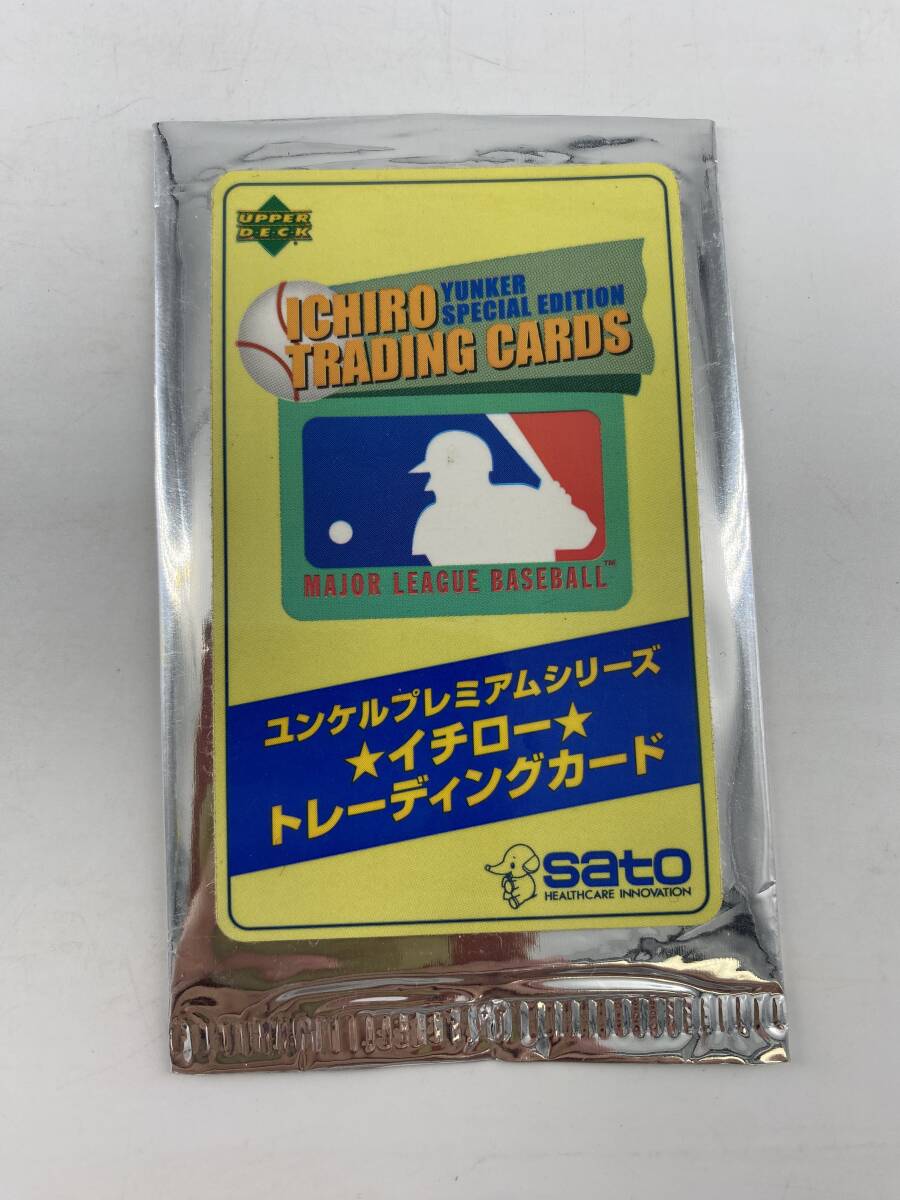 UPPER
D·E·C·K
ICHIRO YUNKER
SPECIAL EDITION
TRADING CARDS
MAJOR LEAGUE BASEBALL™
ユンケルプレミアムシリーズ
★イチロー★
トレーディングカード
sato
HEALTHCARE INNOVATION